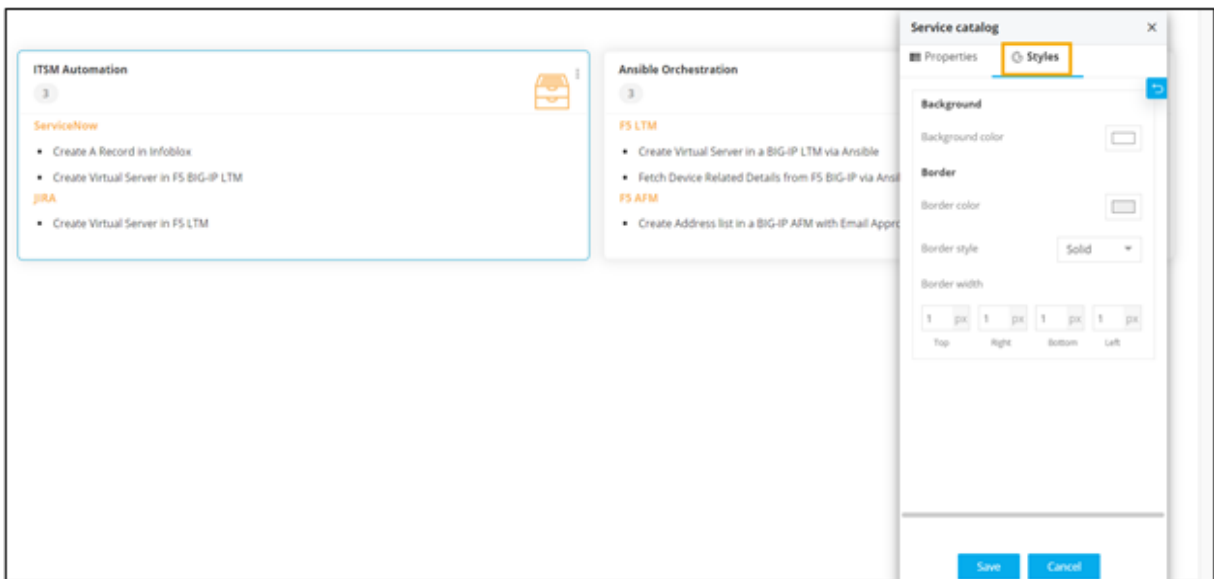 Service catalog
Properties
Styles
ITSM Automation
3
ServiceNow
Create A Record in Infoblox
Create Virtual Server in F5 BIG-IP LTM
JIRA
Create Virtual Server in F5 LTM
Ansible Orchestration
3
F5 LTM
Create Virtual Server in a BIG-IP LTM via Ansible
Fetch Device Related Details from F5 BIG-IP via Ansi
F5 AFM
Create Address list in a BIG-IP AFM with Email Appro
Background
Background color
Border
Border color
Border style Solid
Border width
1 px 1 px 1 px 1 px
Top Right Bottom Left
Save Cancel